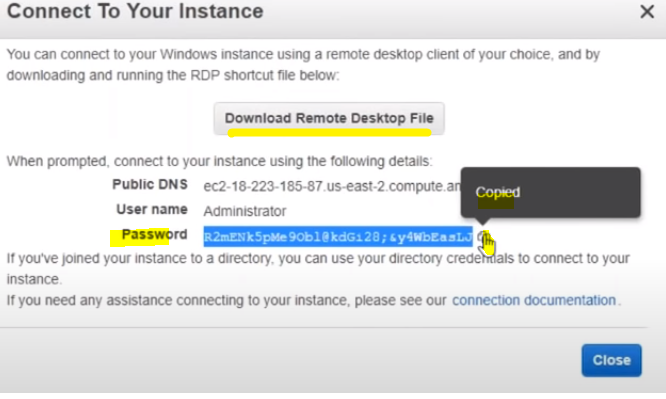 Connect To Your Instance
You can connect to your Windows instance using a remote desktop client of your choice, and by
downloading and running the RDP shortcut file below:
Download Remote Desktop File
When prompted, connect to your instance using the following details:
Public DNS ec2-18-223-185-87.us-east-2.compute.an
Copied
User name Administrator
Password
If you've joined your instance to a directory, you can use your directory credentials to connect to your
instance.
If you need any assistance connecting to your instance, please see our connection documentation.
Close